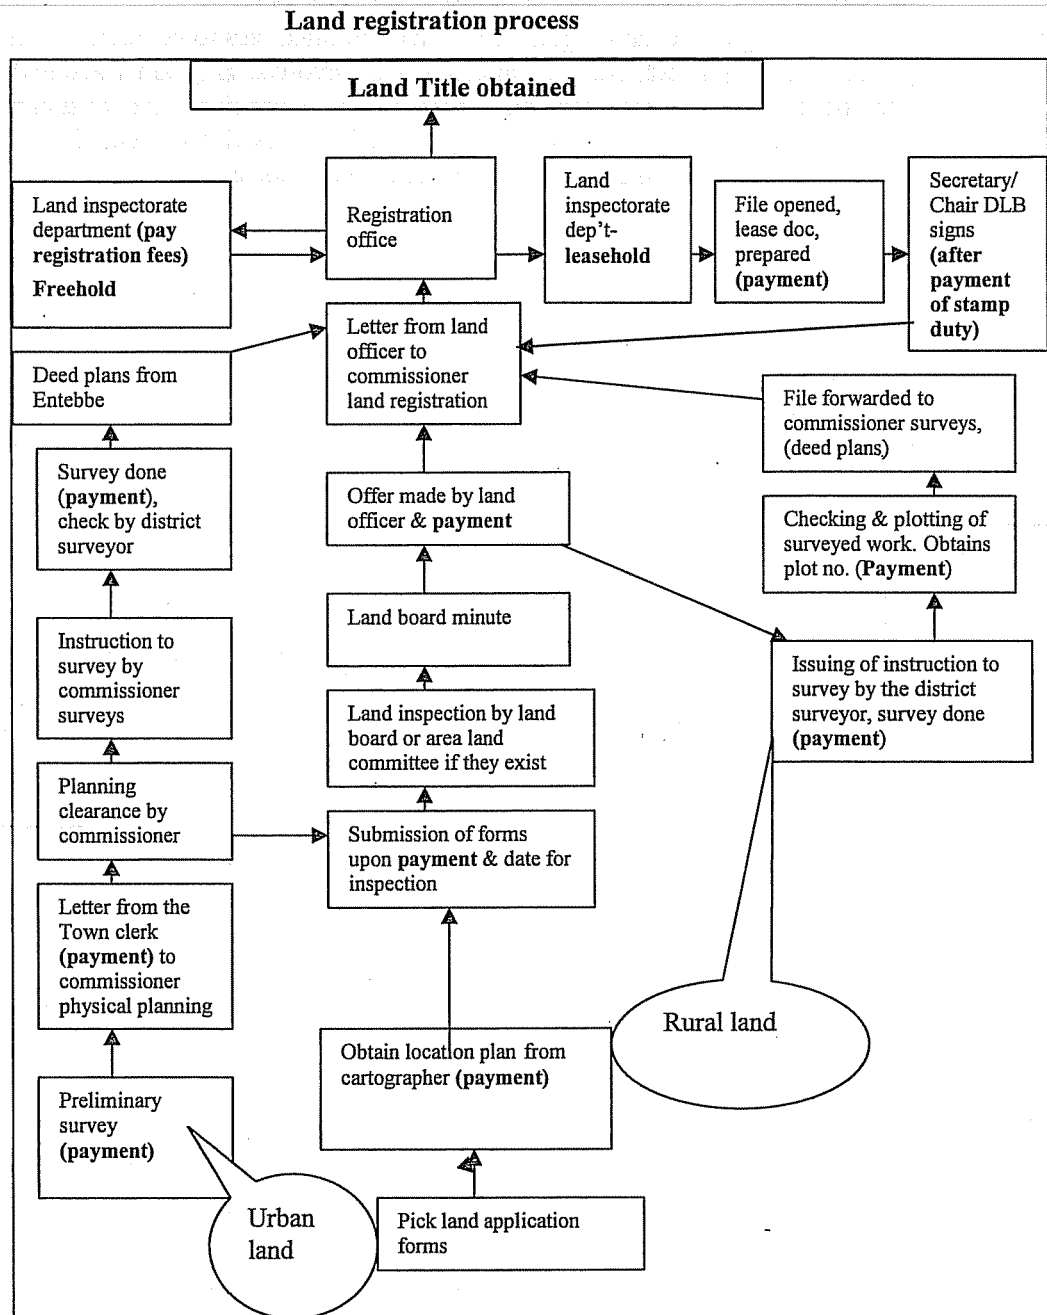 Land registration process
Land Title obtained
Land inspectorate
department (pay
registration fees)
Freehold
Registration
office
Land
inspectorate
dep't-
leasehold
File opened,
lease doc,
prepared
(payment)
Secretary/
Chair DLB
signs
(after
payment
of stamp
duty)
Deed plans from
Entebbe
Letter from land
officer to
commissioner
land registration
File forwarded to
commissioner surveys,
(deed plans)
Survey done
(payment),
check by district
surveyor
Offer made by land
officer & payment
Checking & plotting of
surveyed work. Obtains
plot no. (Payment)
Instruction to
survey by
commissioner
surveys
Land board minute
Issuing of instruction to
survey by the district
surveyor, survey done
(payment)
Land inspection by land
board or area land
committee if they exist
Planning
clearance by
commissioner
Submission of forms
upon payment & date for
inspection
Letter from the
Town clerk
(payment) to
commissioner
physical planning
Rural land
Obtain location plan from
cartographer (payment)
Preliminary
survey
(payment)
Urban
land
Pick land application
forms